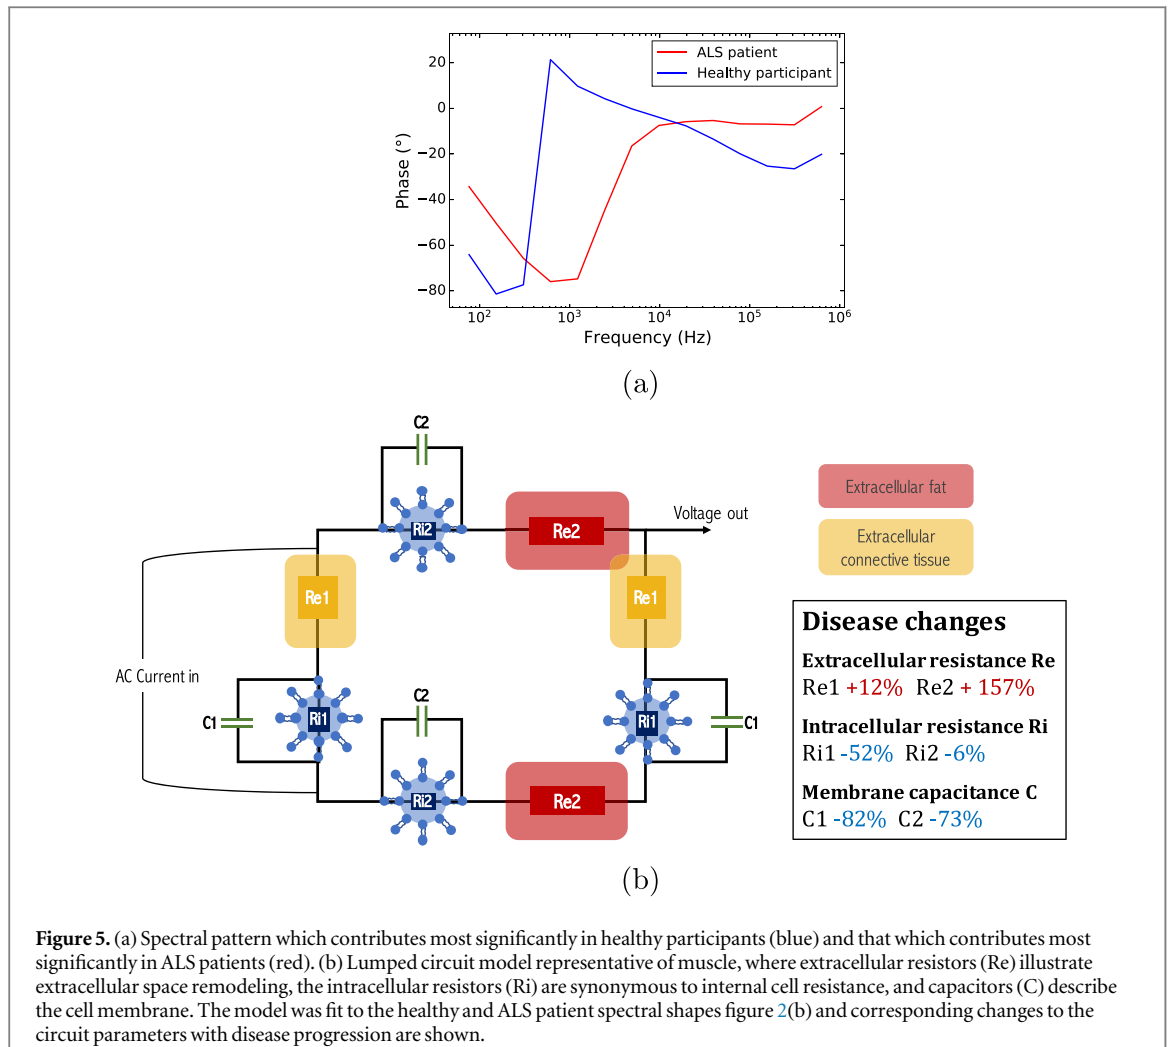 ALS patient
Healthy participant
20
0
−20
−40
−60
−80
Phase (°)
10²
10³
10⁴
10⁵
10⁶
Frequency (Hz)
(a)
C2
Ri2
Re2
Voltage out
Re1
Re1
AC Current in
C1
Ri1
C2
Ri1
C1
Ri2
Re2
Extracellular fat
Extracellular
connective tissue
Disease changes
Extracellular resistance Re
Re1 +12% Re2 + 157%
Intracellular resistance Ri
Ri1 -52% Ri2 -6%
Membrane capacitance C
C1 -82% C2 -73%
(b)
Figure 5. (a) Spectral pattern which contributes most significantly in healthy participants (blue) and that which contributes most
significantly in ALS patients (red). (b) Lumped circuit model representative of muscle, where extracellular resistors (Re) illustrate
extracellular space remodeling, the intracellular resistors (Ri) are synonymous to internal cell resistance, and capacitors (C) describe
the cell membrane. The model was fit to the healthy and ALS patient spectral shapes figure 2(b) and corresponding changes to the
circuit parameters with disease progression are shown.